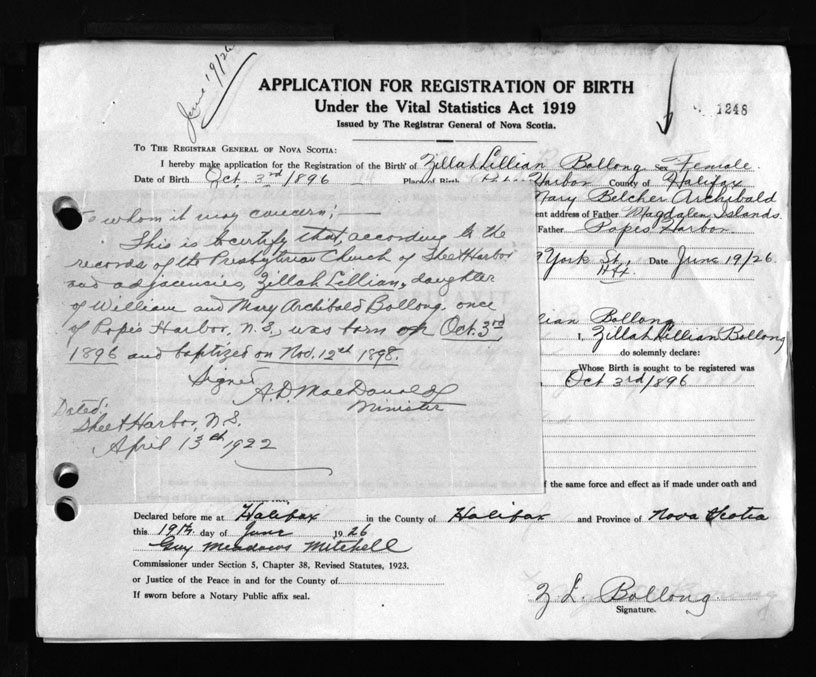 June 19/26
APPLICATION FOR REGISTRATION OF BIRTH
Under the Vital Statistics Act 1919
Issued by The Registrar General of Nova Scotia.
1248
TO THE REGISTRAR GENERAL OF NOVA SCOTIA:
I hereby make application for the Registration of the Birth of Zillah Lillian Bollong Female.
Date of Birth Oct. 3rd 1896 Place of Birth Harbor County of Halifax
Mary Belcher Archibald
ent address of Father Magdalen Islands.
Father Popes Harbor.
York St., Hfx. Date June 19/26.
To whom it may concern;—
This is to certify that, according to the
records of the Presbyterian Church of Sheet Harbor
and adjacencies, Zillah Lillian, daughter
of William and Mary Archibald Bollong once
of Popes Harbor, N.S., was born on Oct. 3rd
1896 and baptized on Nov. 12th 1898.
Signed
A.D. MacDonald
Minister
Dated:
Sheet Harbor, N.S.
April 13th 1922
lian Bollong
I, Zillah Lillian Bollong
do solemnly declare:
Whose Birth is sought to be registered was
Oct 3rd/1896
f the same force and effect as if made under oath and
Declared before me at Halifax in the County of Halifax and Province of Nova Scotia
this 19th day of June 1926
Guy Meadows Mitchell
Commissioner under Section 5, Chapter 38, Revised Statutes, 1923.
or Justice of the Peace in and for the County of
If sworn before a Notary Public affix seal.
Z. L. Bollong
Signature.